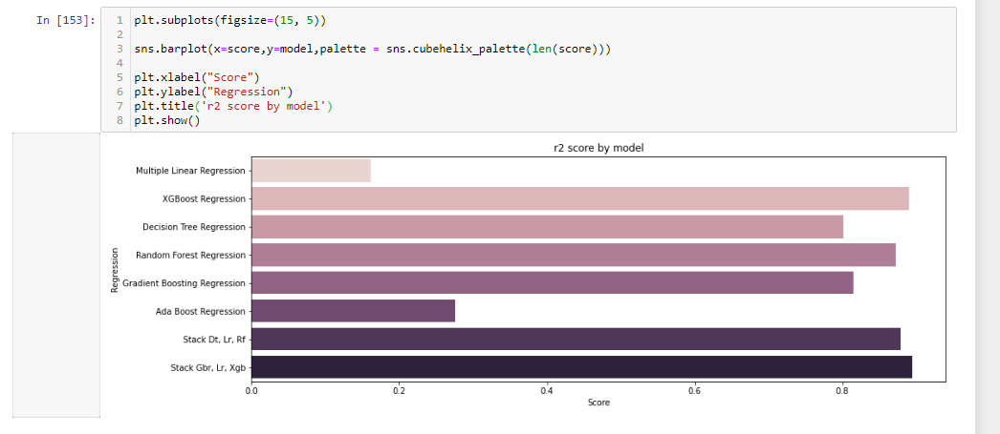 In [153]:
1 plt.subplots(figsize=(15, 5))
2
3 sns.barplot(x=score,y=model,palette = sns.cubehelix_palette(len(score)))
4
5 plt.xlabel("Score")
6 plt.ylabel("Regression")
7 plt.title('r2 score by model')
8 plt.show()
r2 score by model
Regression
Multiple Linear Regression
XGBoost Regression
Decision Tree Regression
Random Forest Regression
Gradient Boosting Regression
Ada Boost Regression
Stack Dt, Lr, Rf
Stack Gbr, Lr, Xgb
0.0 0.2 0.4 0.6 0.8
Score